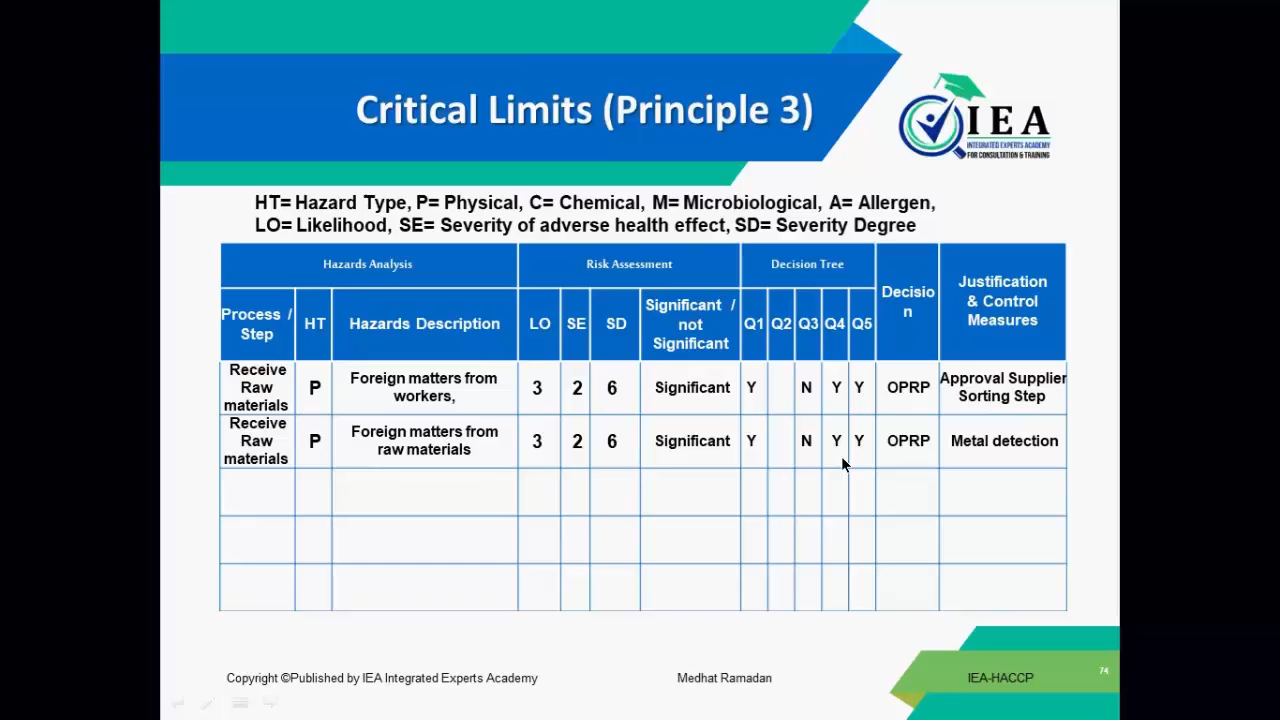 Critical Limits (Principle 3)
IEA
INTEGRATED EXPERTS ACADEMY
FOR CONSULTATION & TRAINING
HT= Hazard Type, P= Physical, C= Chemical, M= Microbiological, A= Allergen,
LO= Likelihood, SE= Severity of adverse health effect, SD= Severity Degree
Hazards Analysis Risk Assessment Decision Tree
Decisio
n
Justification
& Control
Measures
Process /
Step
HT
Hazards Description
LO
SE
SD
Significant /
not
Significant
Q1 Q2 Q3 Q4 Q5
Receive
Raw
materials
P
Foreign matters from
workers,
3 2 6 Significant Y N Y Y OPRP
Approval Supplier
Sorting Step
Receive
Raw
materials
P
Foreign matters from
raw materials
3 2 6 Significant Y N Y Y OPRP Metal detection
Copyright ©Published by IEA Integrated Experts Academy Medhat Ramadan IEA-HACCP
74